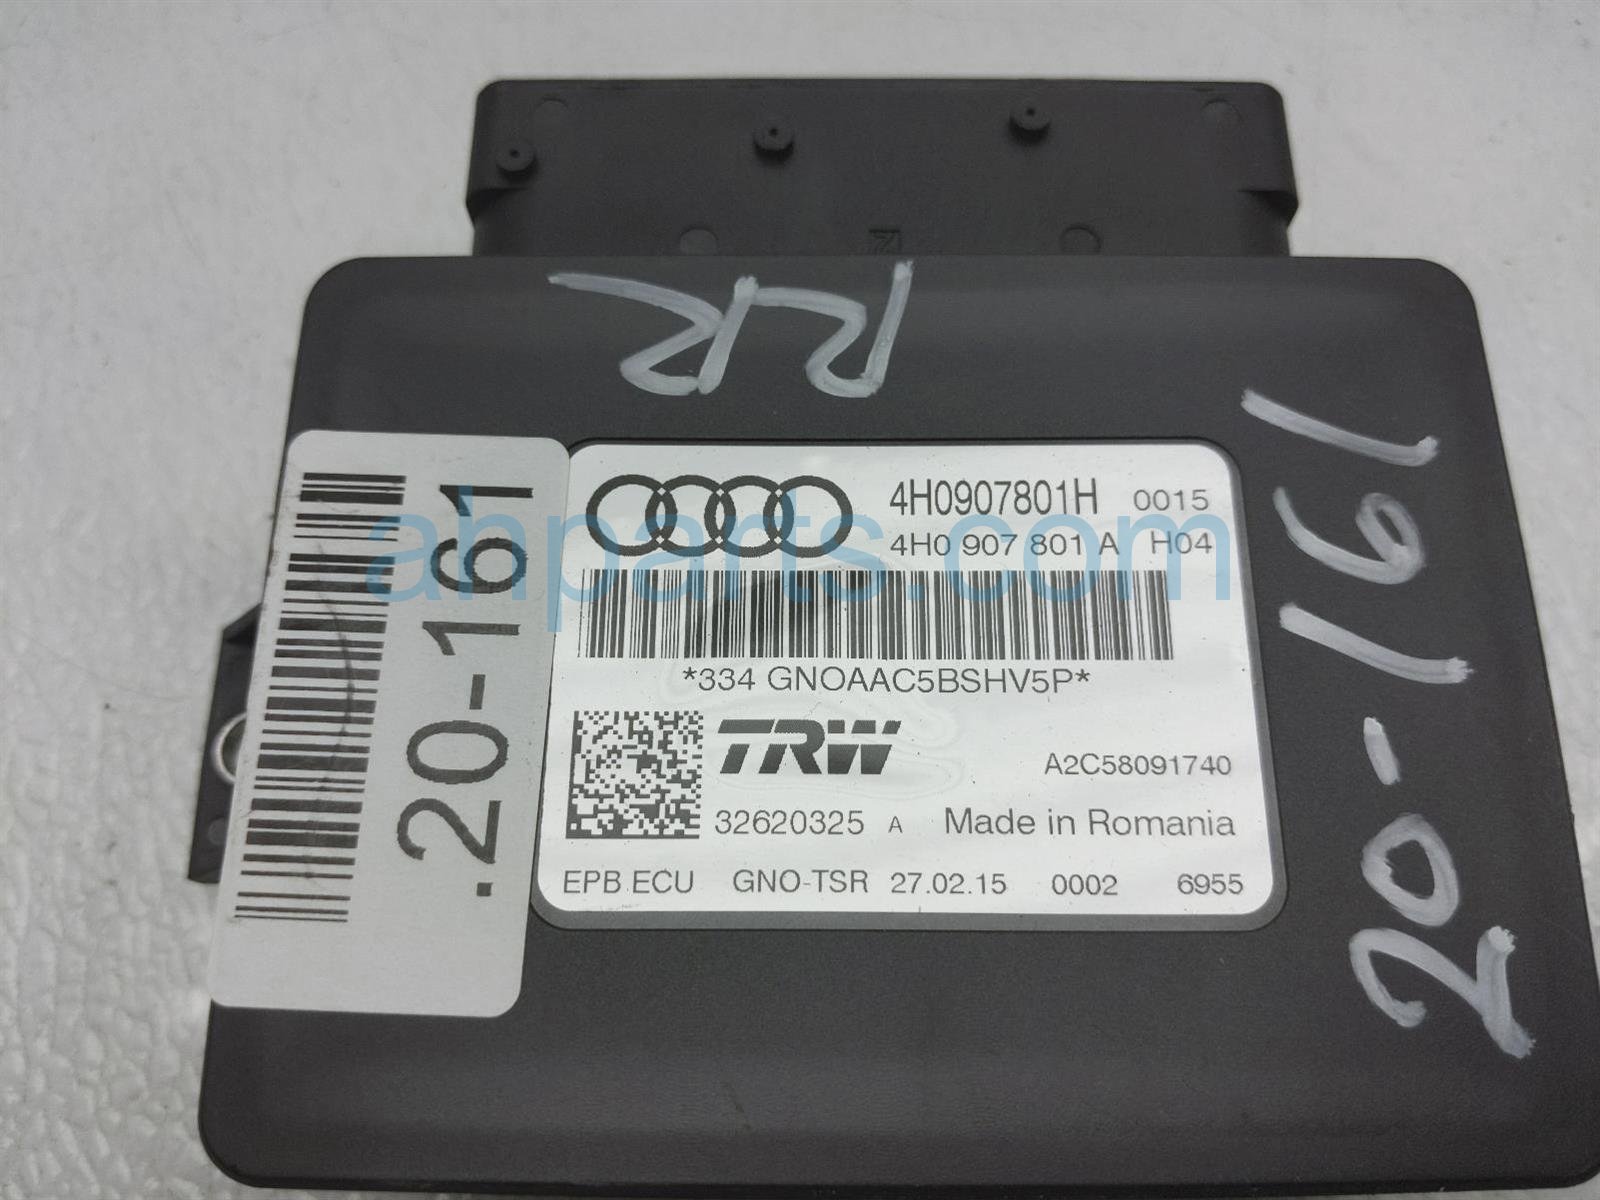 RR
4H0907801H 0015
4H0 907 801 A H04
*334 GNOAAC5BSHV5P*
TRW
A2C58091740
32620325 A Made in Romania
EPB ECU GNO-TSR 27.02.15 0002 6955
.20-161
20-161
ahparts.com